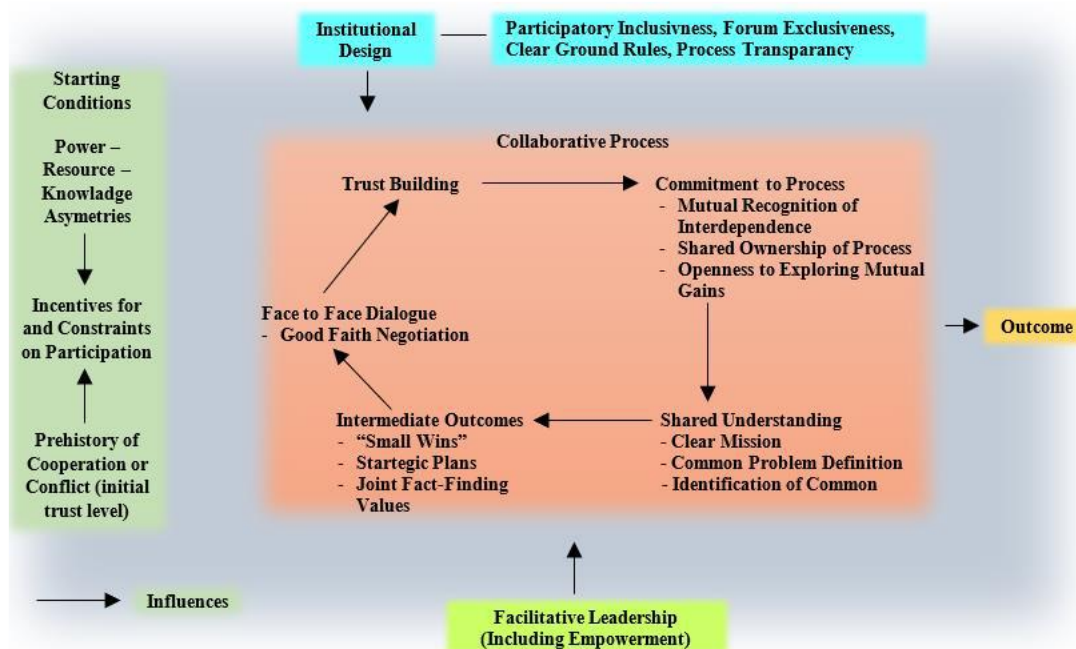 Institutional
Design
Participatory Inclusivness, Forum Exclusiveness,
Clear Ground Rules, Process Transparancy
Starting
Conditions
Power –
Resource –
Knowladge
Asymetries
Incentives for
and Constraints
on Participation
Prehistory of
Cooperation or
Conflict (initial
trust level)
Collaborative Process
Trust Building
Commitment to Process
- Mutual Recognition of
Interdependence
- Shared Ownership of Process
- Openness to Exploring Mutual
Gains
Face to Face Dialogue
- Good Faith Negotiation
Intermediate Outcomes
- “Small Wins”
- Startegic Plans
- Joint Fact-Finding
Values
Shared Understanding
- Clear Mission
- Common Problem Definition
- Identification of Common
Outcome
Influences
Facilitative Leadership
(Including Empowerment)